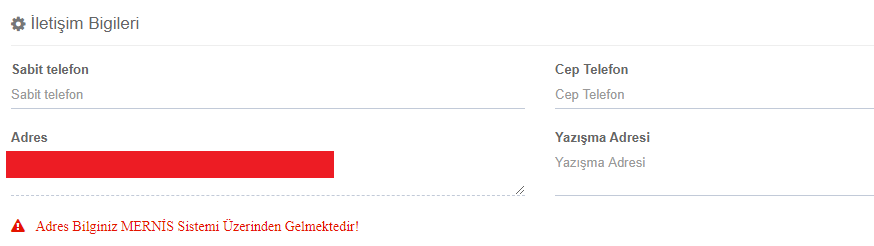 İletişim Bigileri
Sabit telefon
Cep Telefon
Sabit telefon
Cep Telefon
Adres
Yazışma Adresi
Yazışma Adresi
Adres Bilginiz MERNİS Sistemi Üzerinden Gelmektedir!